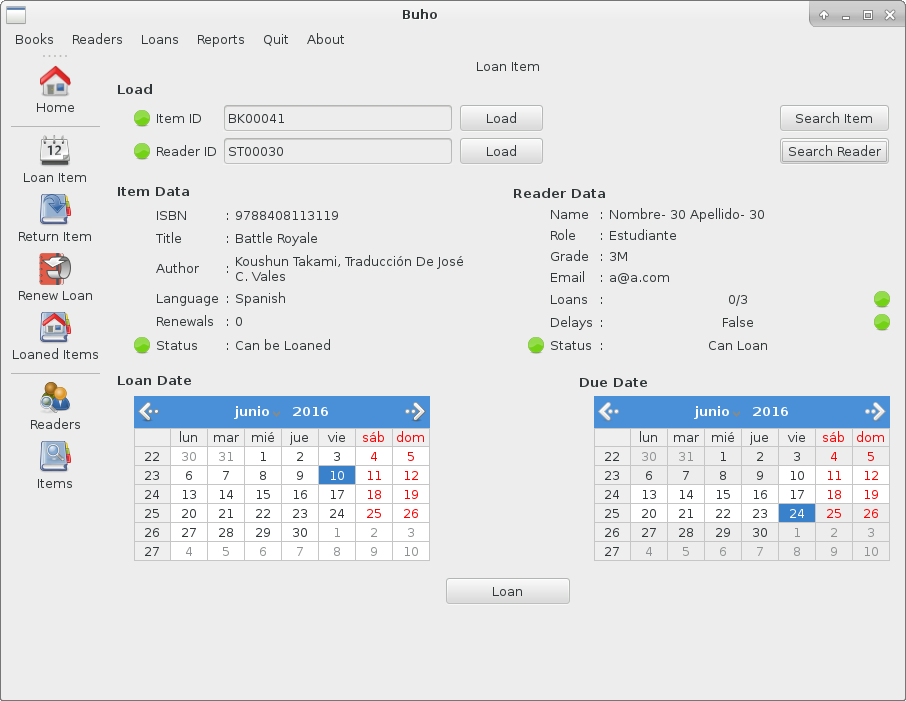 Buho
Books Readers Loans Reports Quit About
Home
12
Loan Item
Return Item
Renew Loan
Loaned Items
Readers
Items
Loan Item
Load
Item ID BK00041 Load Search Item
Reader ID ST00030 Load Search Reader
Item Data
ISBN : 9788408113119
Title : Battle Royale
Author : Koushun Takami, Traducción De José
C. Vales
Language : Spanish
Renewals : 0
Status : Can be Loaned
Reader Data
Name : Nombre- 30 Apellido- 30
Role : Estudiante
Grade : 3M
Email : a@a.com
Loans : 0/3
Delays : False
Status : Can Loan
Loan Date
junio 2016
lun mar mié jue vie sáb dom
22 30 31 1 2 3 4 5
23 6 7 8 9 10 11 12
24 13 14 15 16 17 18 19
25 20 21 22 23 24 25 26
26 27 28 29 30 1 2 3
27 4 5 6 7 8 9 10
Due Date
junio 2016
lun mar mié jue vie sáb dom
22 30 31 1 2 3 4 5
23 6 7 8 9 10 11 12
24 13 14 15 16 17 18 19
25 20 21 22 23 24 25 26
26 27 28 29 30 1 2 3
27 4 5 6 7 8 9 10
Loan